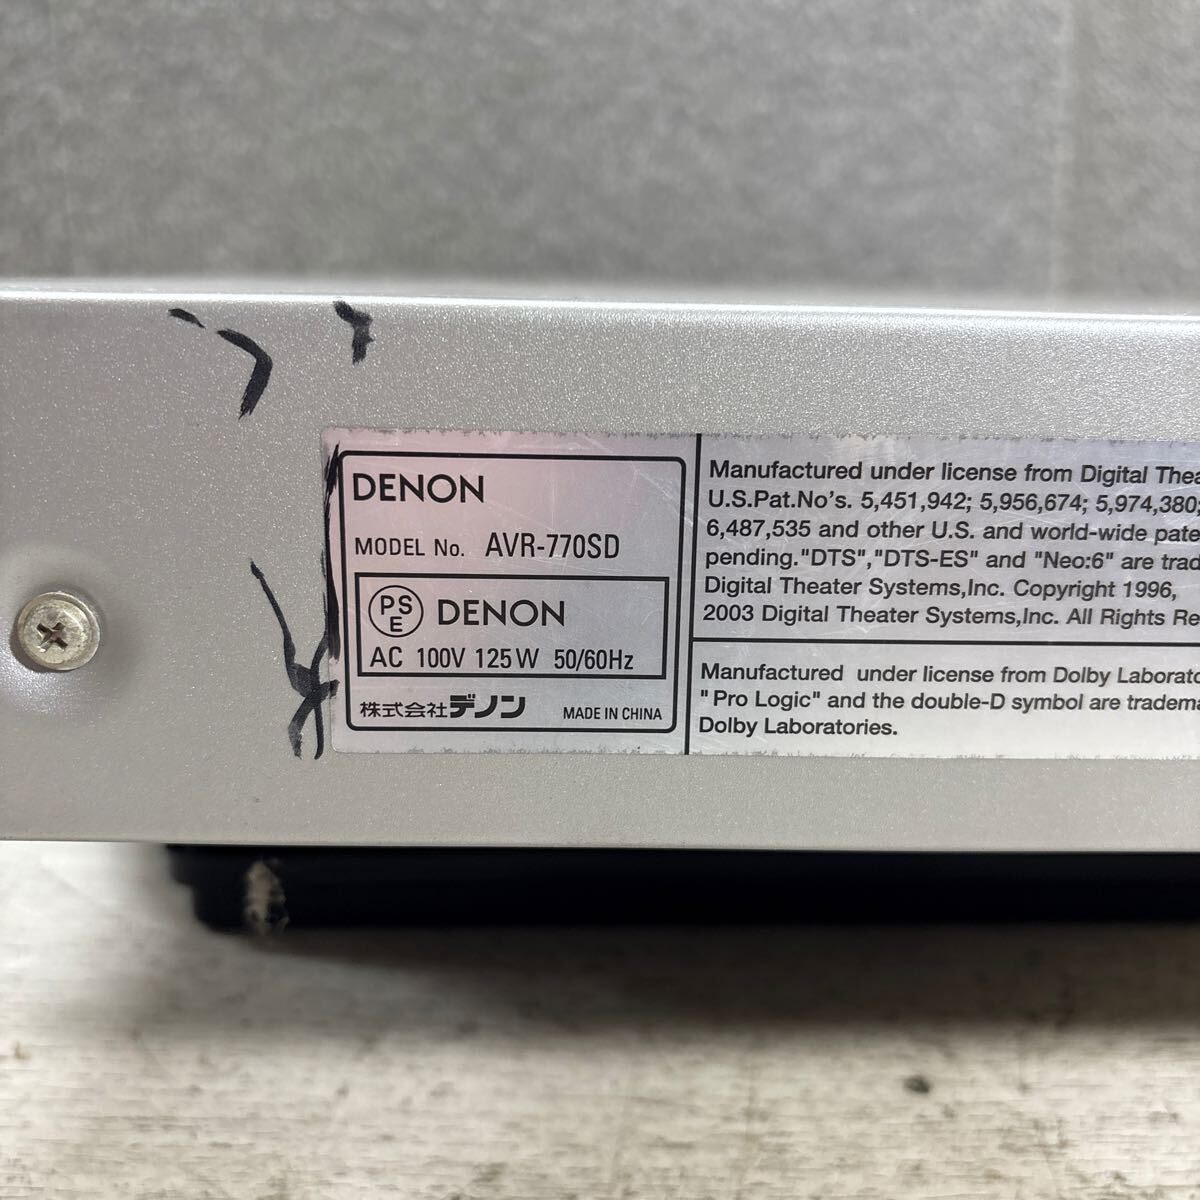 DENON
MODEL No. AVR-770SD
PSE DENON
AC 100V 125W 50/60Hz
株式会社デノン MADE IN CHINA
Manufactured under license from Digital Thea
U.S.Pat.No's. 5,451,942; 5,956,674; 5,974,380;
6,487,535 and other U.S. and world-wide pate
pending."DTS","DTS-ES" and "Neo:6" are trad
Digital Theater Systems,Inc. Copyright 1996,
2003 Digital Theater Systems,Inc. All Rights Re
Manufactured under license from Dolby Laborato
"Pro Logic" and the double-D symbol are tradema
Dolby Laboratories.